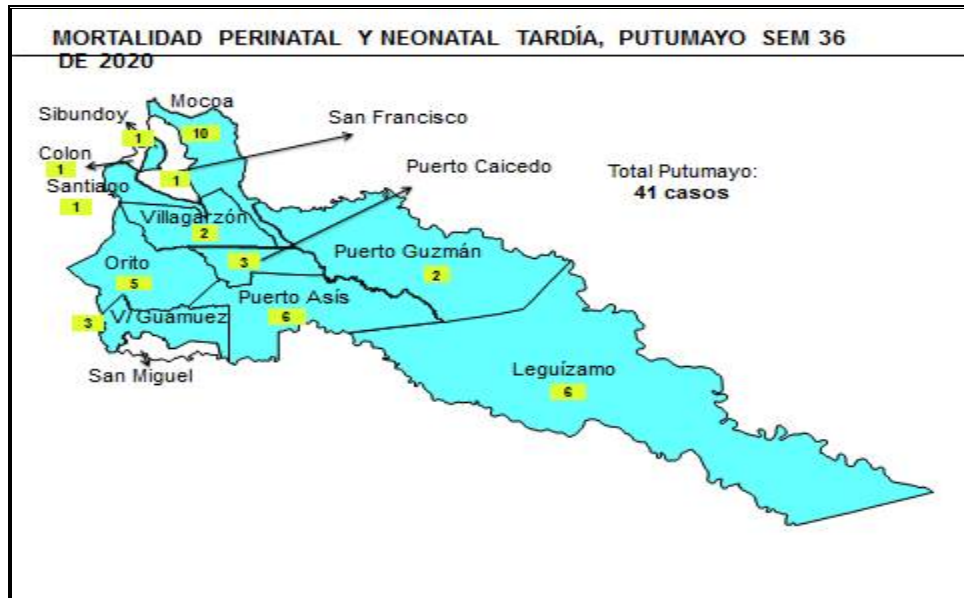 MORTALIDAD PERINATAL Y NEONATAL TARDÍA, PUTUMAYO SEM 36
DE 2020
Mocoa
Sibundoy
San Francisco
1
10
Colon
Puerto Caicedo
1
Total Putumayo:
1
Santiago
41 casos
1
Villagarzón
2
Puerto Guzmán
3
Orito
2
5
Puerto Asís
3
V/ Guamuez
6
San Miguel
Leguízamo
6